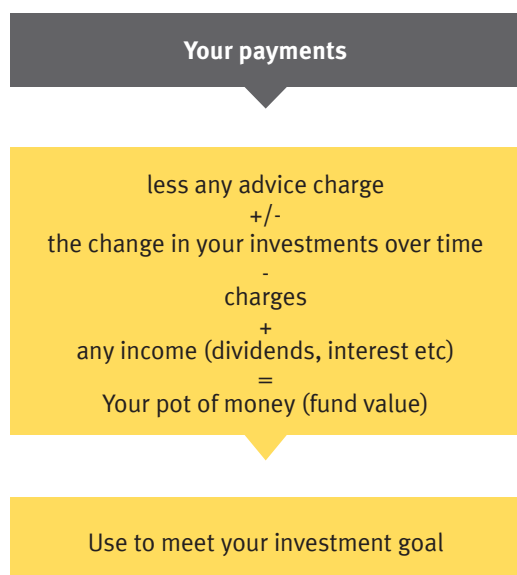 Your payments
less any advice charge
+/-
the change in your investments over time
-
charges
+
any income (dividends, interest etc)
=
Your pot of money (fund value)
Use to meet your investment goal